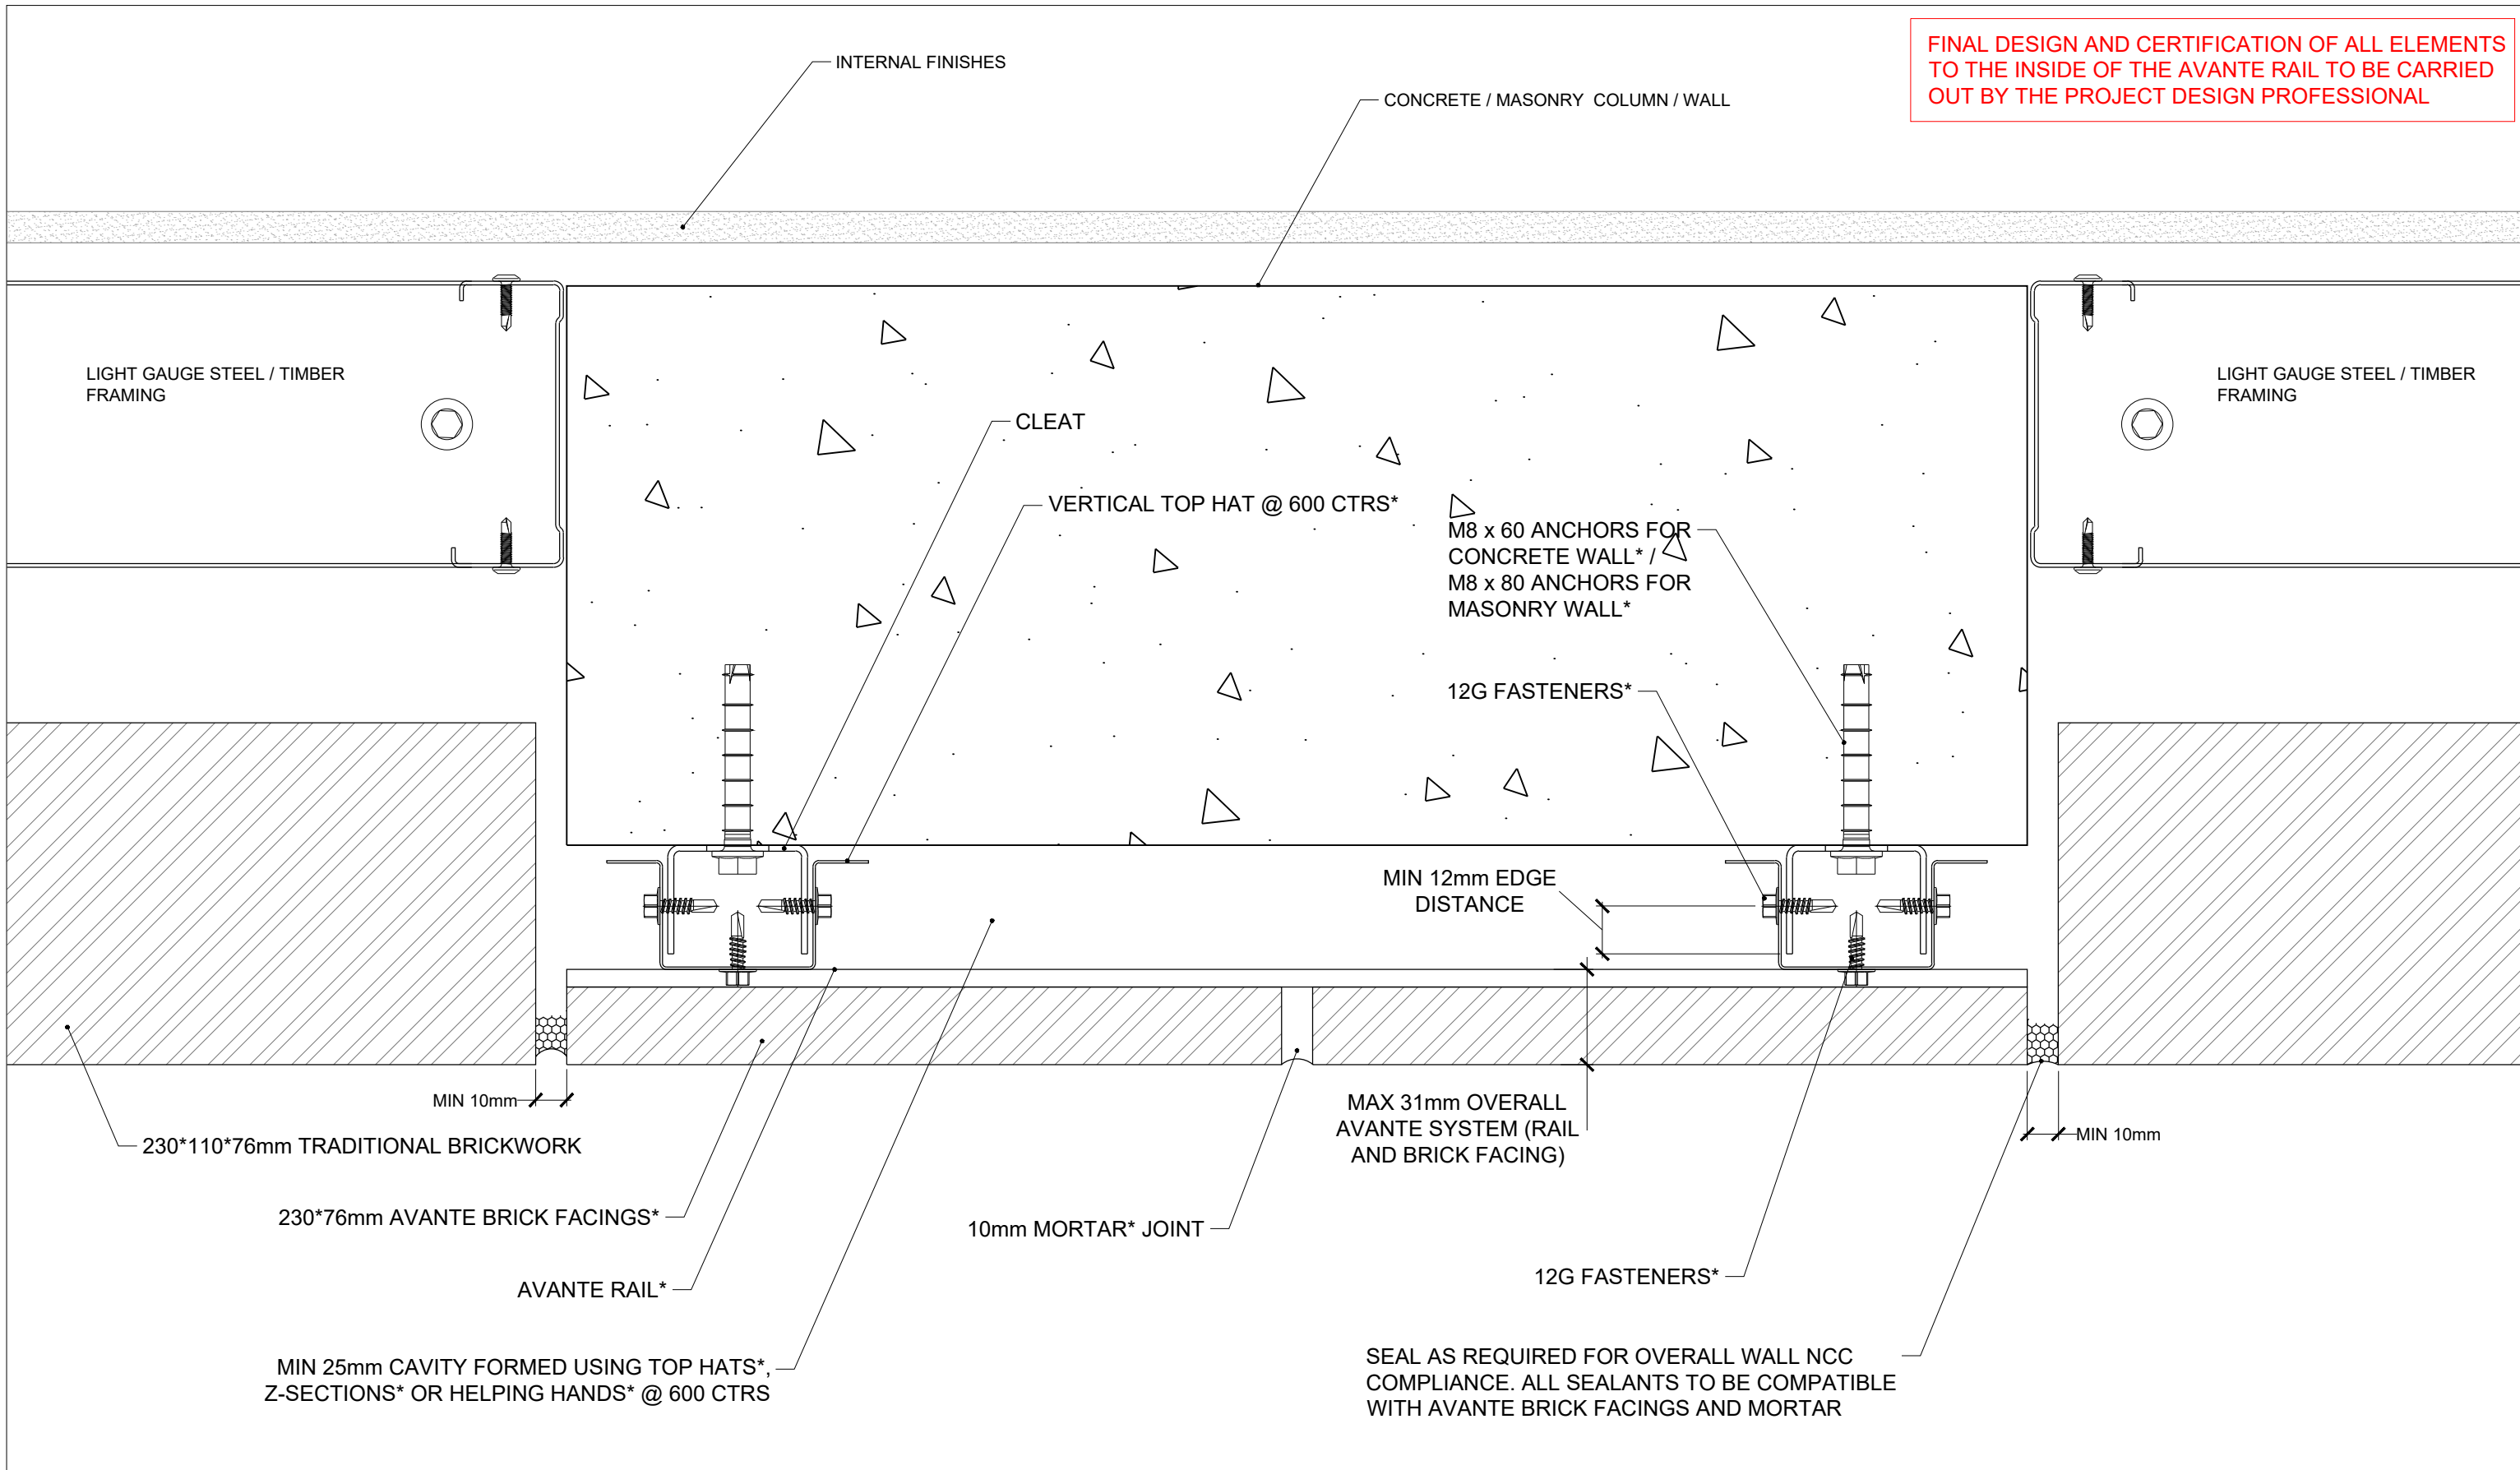 INTERNAL FINISHES
FINAL DESIGN AND CERTIFICATION OF ALL ELEMENTS
TO THE INSIDE OF THE AVANTE RAIL TO BE CARRIED
OUT BY THE PROJECT DESIGN PROFESSIONAL
CONCRETE / MASONRY COLUMN / WALL
LIGHT GAUGE STEEL / TIMBER
FRAMING
LIGHT GAUGE STEEL / TIMBER
FRAMING
CLEAT
VERTICAL TOP HAT @ 600 CTRS*
M8 x 60 ANCHORS FOR
CONCRETE WALL* /
M8 x 80 ANCHORS FOR
MASONRY WALL*
12G FASTENERS*
MIN 12mm EDGE
DISTANCE
MIN 10mm
MAX 31mm OVERALL
AVANTE SYSTEM (RAIL
AND BRICK FACING)
MIN 10mm
230*110*76mm TRADITIONAL BRICKWORK
230*76mm AVANTE BRICK FACINGS*
10mm MORTAR* JOINT
AVANTE RAIL*
12G FASTENERS*
MIN 25mm CAVITY FORMED USING TOP HATS*,
Z-SECTIONS* OR HELPING HANDS* @ 600 CTRS
SEAL AS REQUIRED FOR OVERALL WALL NCC
COMPLIANCE. ALL SEALANTS TO BE COMPATIBLE
WITH AVANTE BRICK FACINGS AND MORTAR